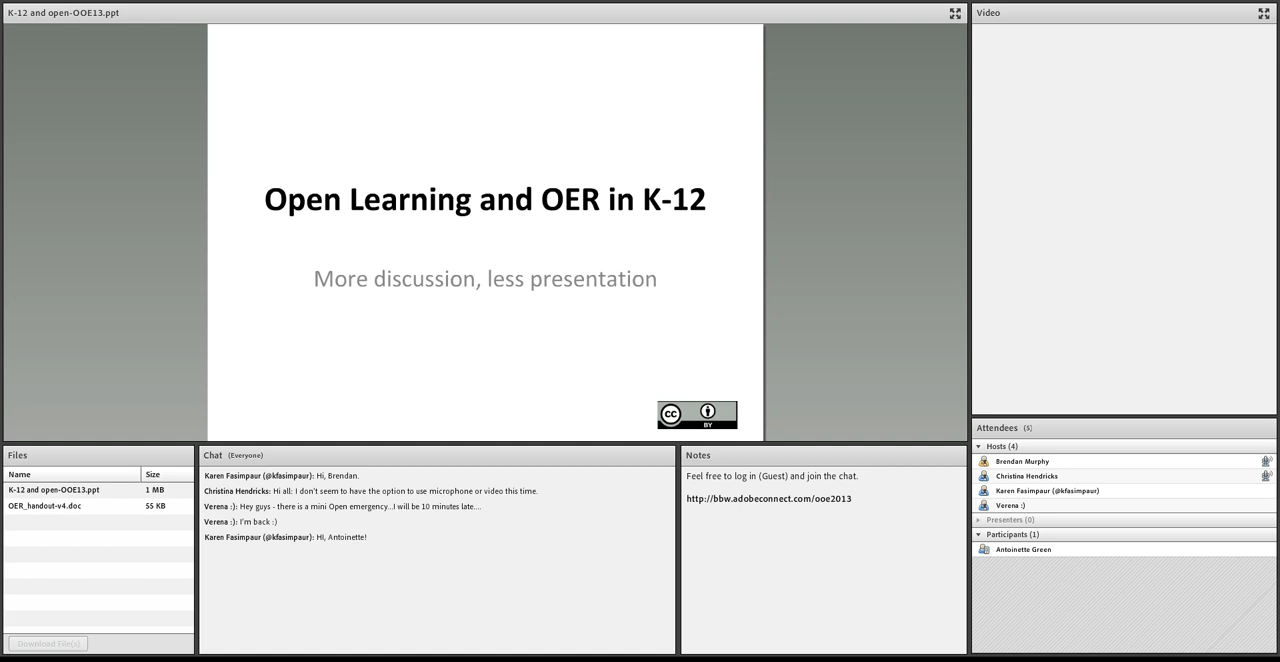 K-12 and open-OOE13.ppt
Open Learning and OER in K-12
More discussion, less presentation
cc
BY
Video
Attendees (5)
Hosts (4)
Brendan Murphy
Christina Hendricks
Karen Fasimpaur (@kfasimpaur)
Verena :)
Presenters (0)
Participants (1)
Antoinette Green
Files
Name Size
K-12 and open-OOE13.ppt 1 MB
OER_handout-v4.doc 55 KB
Download File(s)
Chat (Everyone)
Karen Fasimpaur (@kfasimpaur): Hi, Brendan.
Christina Hendricks: Hi all: I don't seem to have the option to use microphone or video this time.
Verena :): Hey guys - there is a mini Open emergency...I will be 10 minutes late....
Verena :): I'm back :)
Karen Fasimpaur (@kfasimpaur): HI, Antoinette!
Notes
Feel free to log in (Guest) and join the chat.
http://bbw.adobeconnect.com/ooe2013